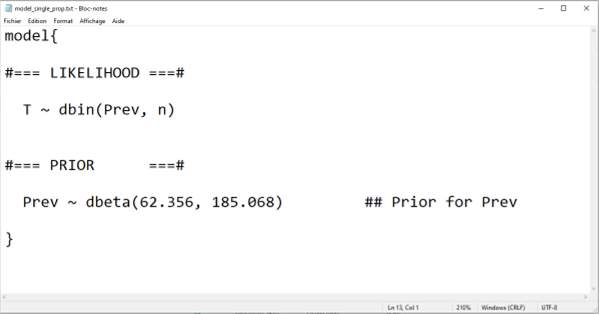 model_single_prop.txt - Bloc-notes
Fichier Edition Format Affichage Aide
model{
#=== LIKELIHOOD ===#
T ~ dbin(Prev, n)
#=== PRIOR ===#
Prev ~ dbeta(62.356, 185.068) ## Prior for Prev
}
Ln 13, Col 1 210% Windows (CRLF) UTF-8